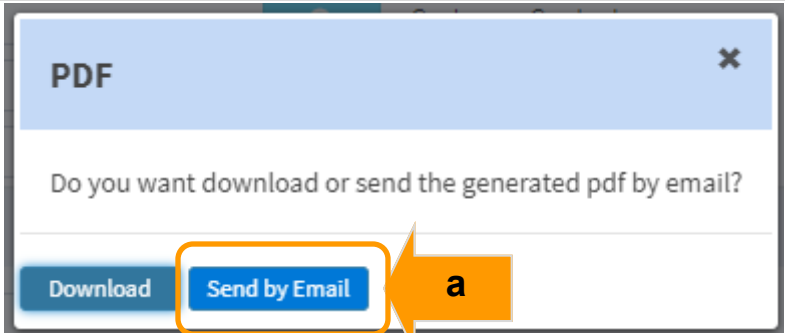 PDF
Do you want download or send the generated pdf by email?
Download Send by Email a